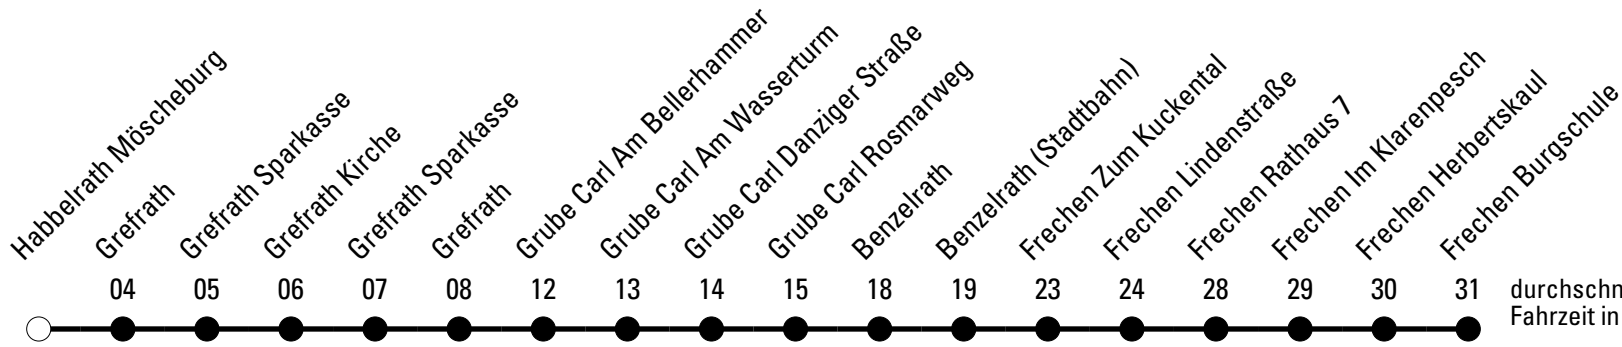 Habbelrath Möscheburg
Grefrath
Grefrath Sparkasse
Grefrath Kirche
Grefrath Sparkasse
Grefrath
Grube Carl Am Bellerhammer
Grube Carl Am Wasserturm
Grube Carl Danziger Straße
Grube Carl Rosmarweg
Benzelrath
Benzelrath (Stadtbahn)
Frechen Zum Kuckental
Frechen Lindenstraße
Frechen Rathaus 7
Frechen Im Klarenpesch
Frechen Herbertskaul
Frechen Burgschule
04 05 06 07 08 12 13 14 15 18 19 23 24 28 29 30 31
durchschn
Fahrzeit in